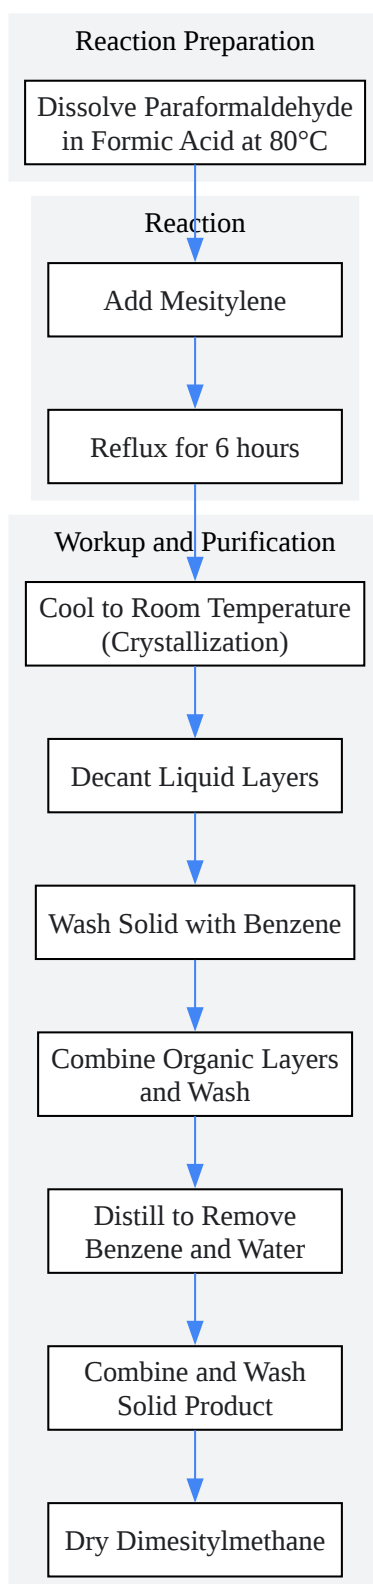 Reaction Preparation
Dissolve Paraformaldehyde
in Formic Acid at 80°C
Reaction
Add Mesitylene
Reflux for 6 hours
Workup and Purification
Cool to Room Temperature
(Crystallization)
Decant Liquid Layers
Wash Solid with Benzene
Combine Organic Layers
and Wash
Distill to Remove
Benzene and Water
Combine and Wash
Solid Product
Dry Dimesitylmethane